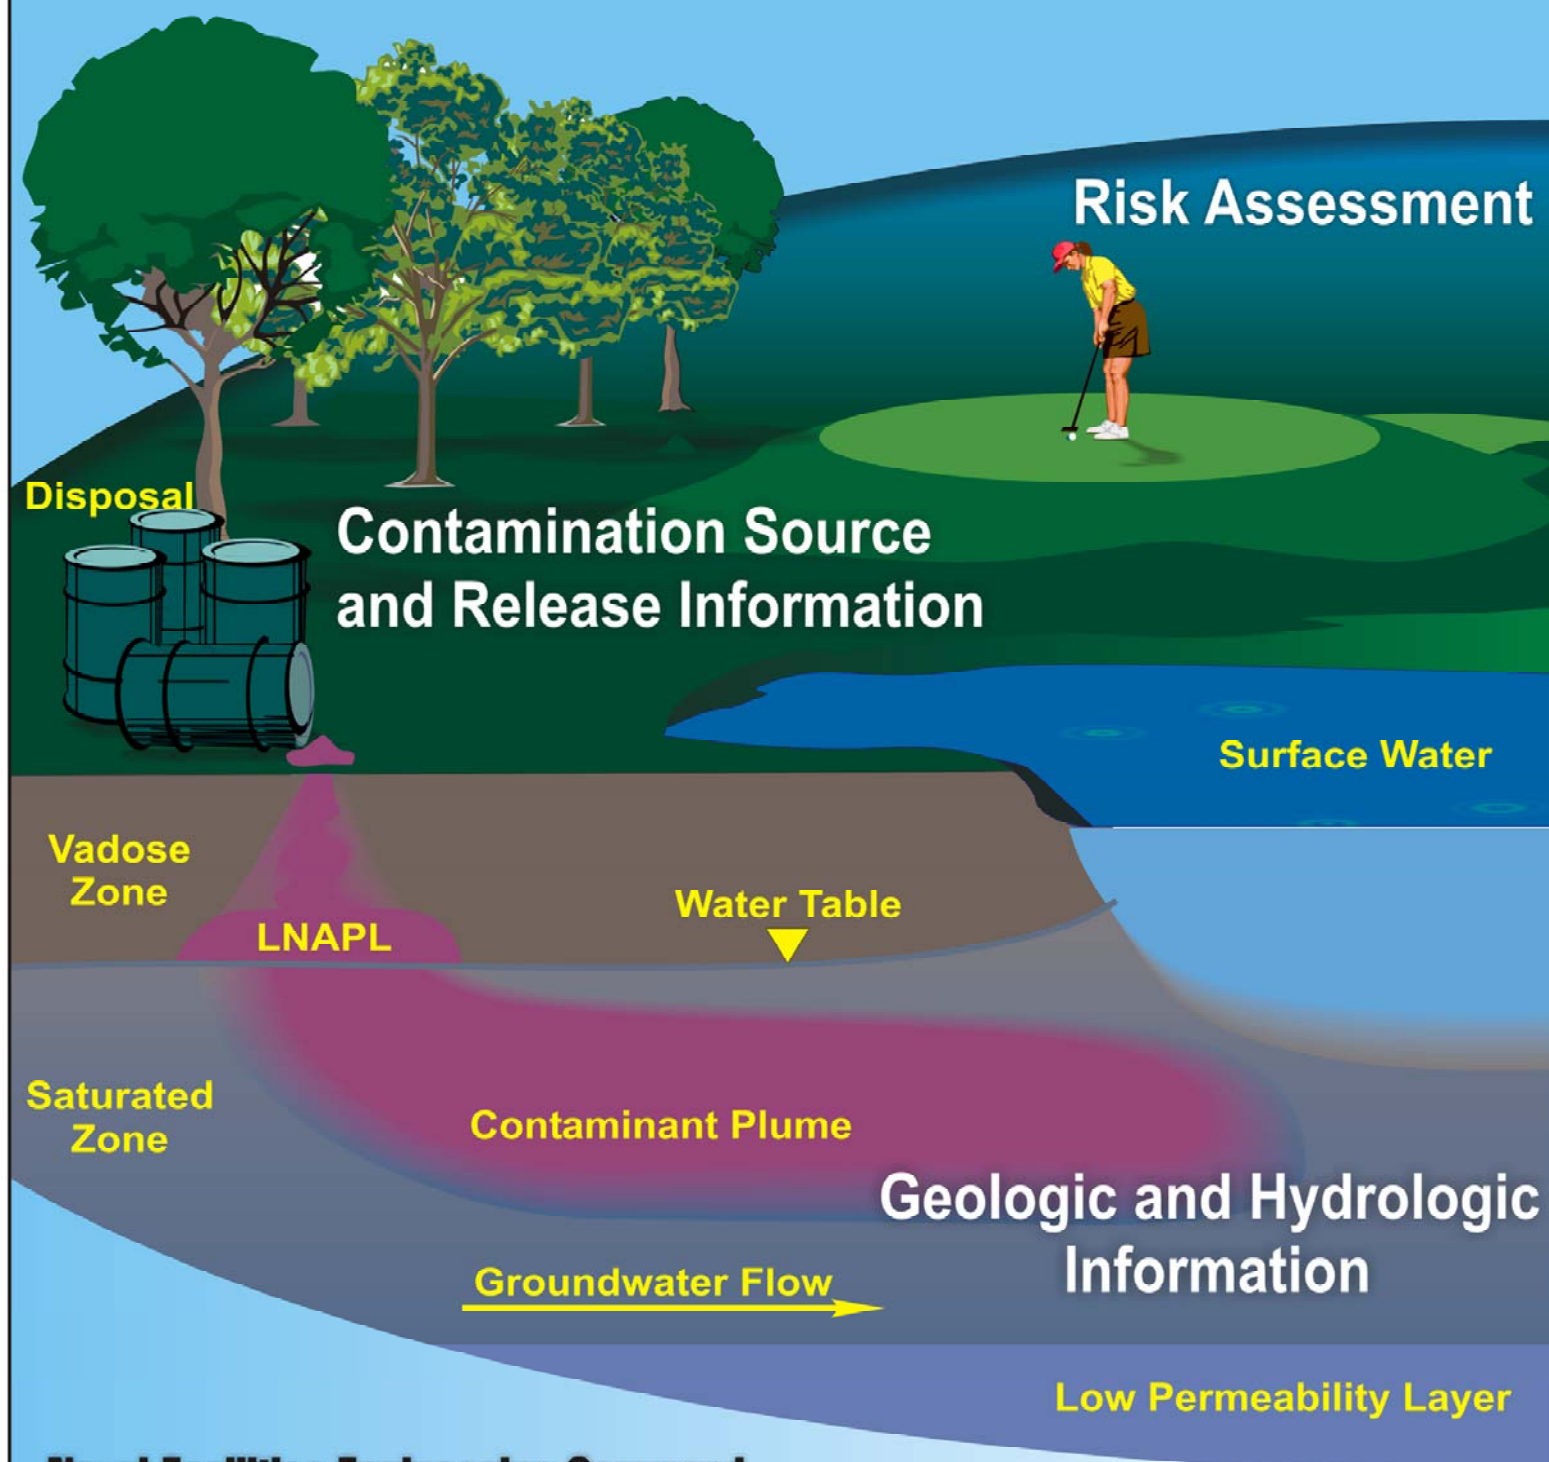 Risk Assessment
Disposal
Contamination Source
and Release Information
Surface Water
Vadose
Zone
Water Table
LNAPL
Saturated
Zone
Contaminant Plume
Geologic and Hydrologic
Information
Groundwater Flow
Low Permeability Layer